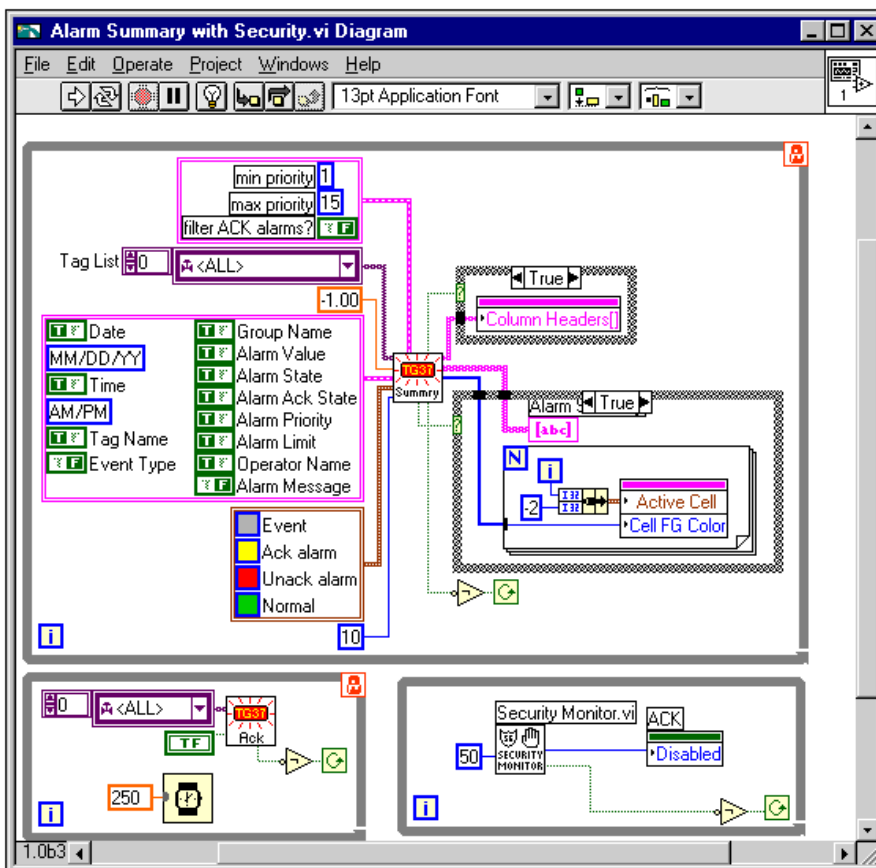 Alarm Summary with Security.vi Diagram
File Edit Operate Project Windows Help
13pt Application Font
1
min priority 1
max priority 15
filter ACK alarms? F
Tag List 0 <ALL>
-1.00
True
?
Column Headers[]
T Date
MM/DD/YY
T Time
AM/PM
T Tag Name
F Event Type
T Group Name
T Alarm Value
T Alarm State
T Alarm Ack State
T Alarm Priority
T Alarm Limit
T Operator Name
F Alarm Message
TG37
Summry
?
Alarm True
[abc]
N
i
I32
I32
-2
Active Cell
Cell FG Color
Event
Ack alarm
Unack alarm
Normal
10
i
0 <ALL>
TG37
Ack
TF
250
i
Security Monitor.vi
SECURITY
MONITOR
50
ACK
Disabled
i
1.0b3